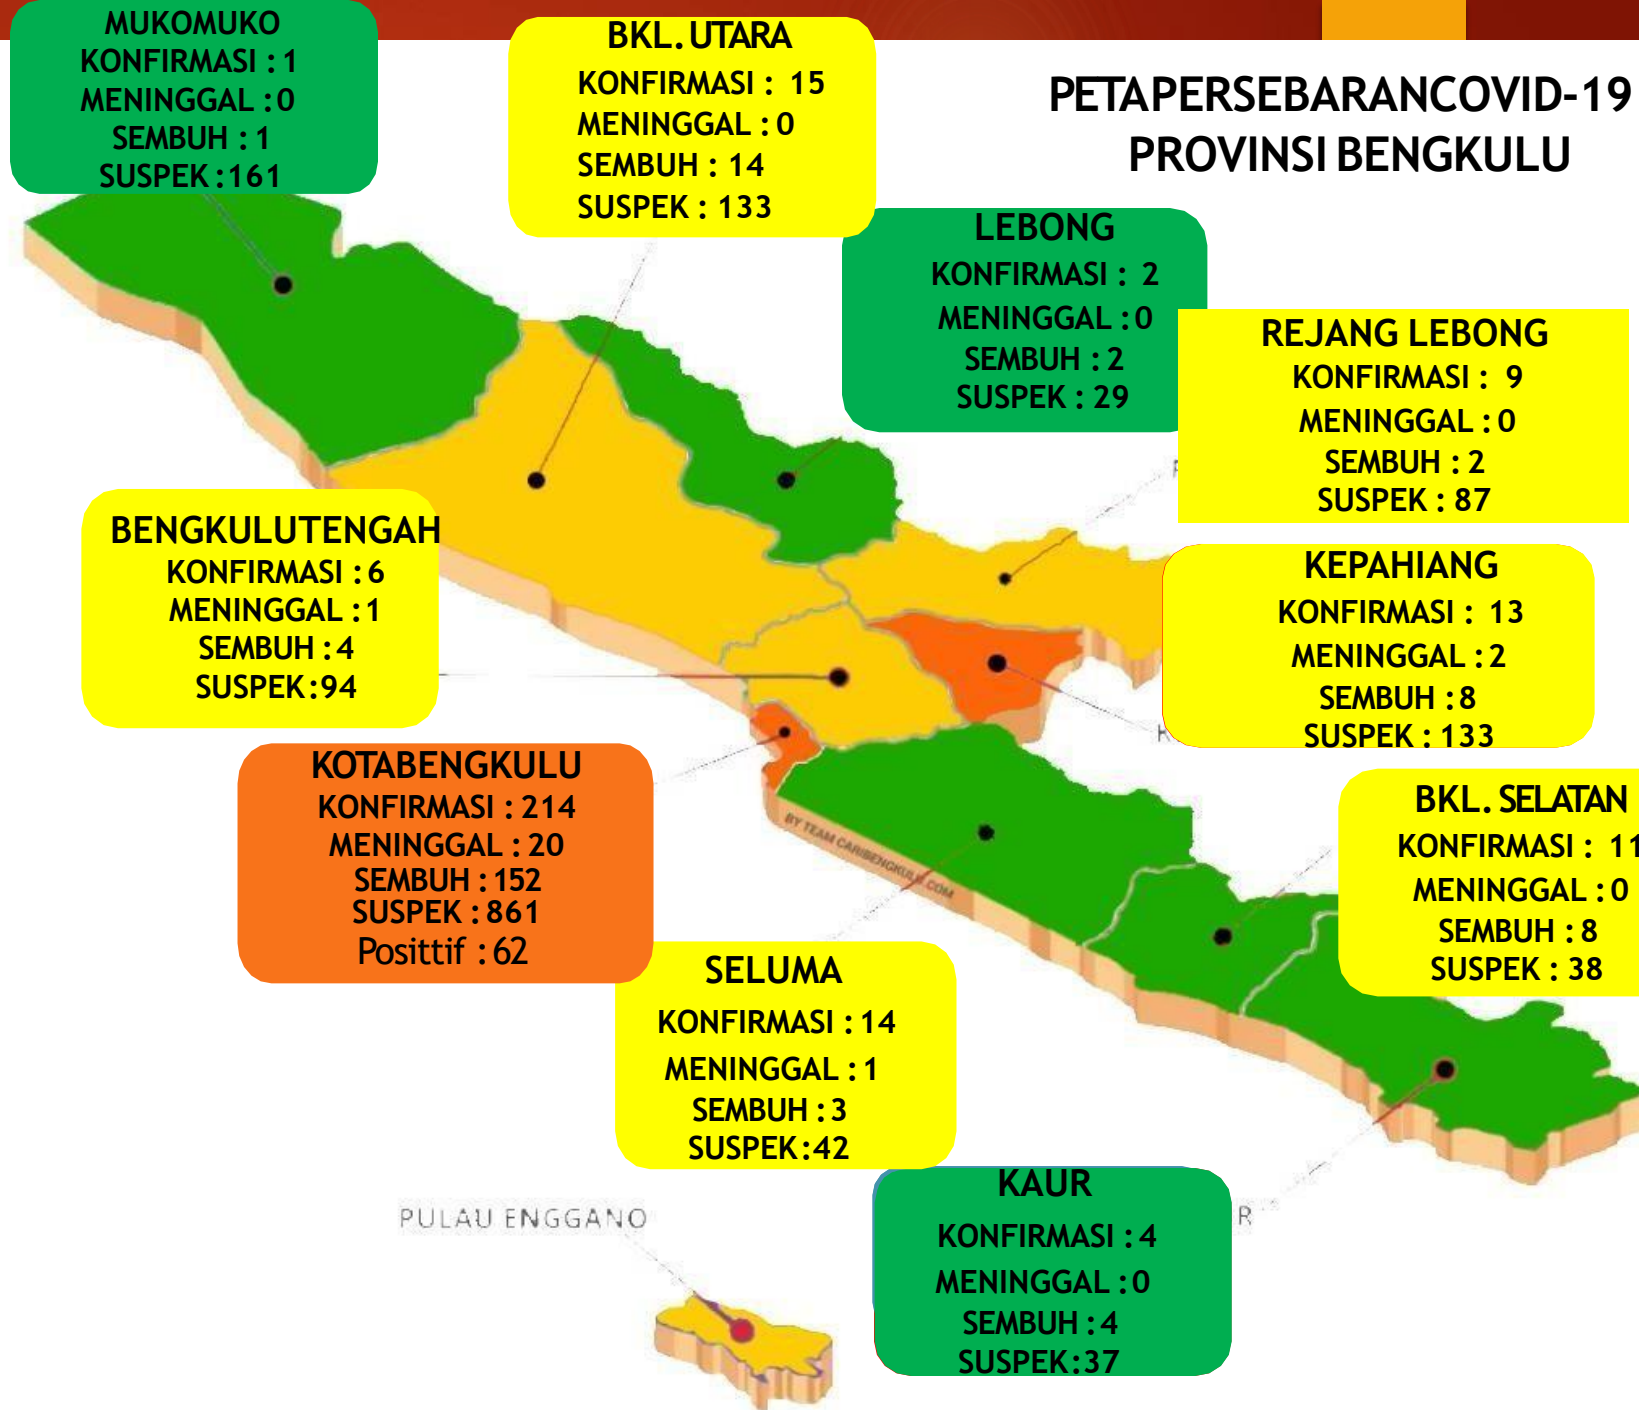 PETAPERSEBARANCOVID-19
PROVINSI BENGKULU
MUKOMUKO
KONFIRMASI : 1
MENINGGAL : 0
SEMBUH : 1
SUSPEK : 161
BKL. UTARA
KONFIRMASI : 15
MENINGGAL : 0
SEMBUH : 14
SUSPEK : 133
LEBONG
KONFIRMASI : 2
MENINGGAL : 0
SEMBUH : 2
SUSPEK : 29
REJANG LEBONG
KONFIRMASI : 9
MENINGGAL : 0
SEMBUH : 2
SUSPEK : 87
BENGKULUTENGAH
KONFIRMASI : 6
MENINGGAL : 1
SEMBUH : 4
SUSPEK : 94
KEPAHIANG
KONFIRMASI : 13
MENINGGAL : 2
SEMBUH : 8
SUSPEK : 133
KOTABENGKULU
KONFIRMASI : 214
MENINGGAL : 20
SEMBUH : 152
SUSPEK : 861
Posittif : 62
BKL. SELATAN
KONFIRMASI : 11
MENINGGAL : 0
SEMBUH : 8
SUSPEK : 38
BY TEAM CARIBENGKULU.COM
SELUMA
KONFIRMASI : 14
MENINGGAL : 1
SEMBUH : 3
SUSPEK : 42
KAUR
KONFIRMASI : 4
MENINGGAL : 0
SEMBUH : 4
SUSPEK : 37
PULAU ENGGANO
R